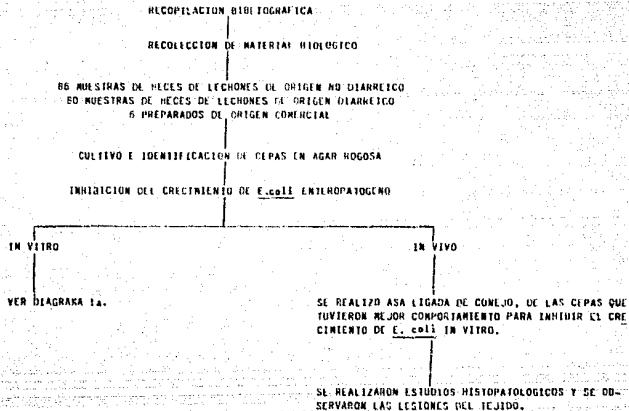 RECOPILACION BIBLIOGRAFICA
RECOLECCION DE MATERIAL BIOLOGICO
86 MUESTRAS DE HECES DE LECHONES DE ORIGEN NO DIARREICO
80 MUESTRAS DE HECES DE LECHONES DE ORIGEN DIARREICO
6 PREPARADOS DE ORIGEN COMERCIAL
CULTIVO E IDENTIFICACION DE CEPAS EN AGAR ROGOSA
INHIBICION DEL CRECIMIENTO DE E.coli ENTEROPATOGENO
IN VITRO
IN VIVO
VER DIAGRAMA 1a.
SE REALIZO ASA LIGADA DE CONEJO, DE LAS CEPAS QUE
TUVIERON MEJOR COMPORTAMIENTO PARA INHIBIR EL CRE
CIMIENTO DE E. coli IN VITRO.
SE REALIZARON ESTUDIOS HISTOPATOLOGICOS Y SE OB-
SERVARON LAS LESIONES DEL TEJIDO.